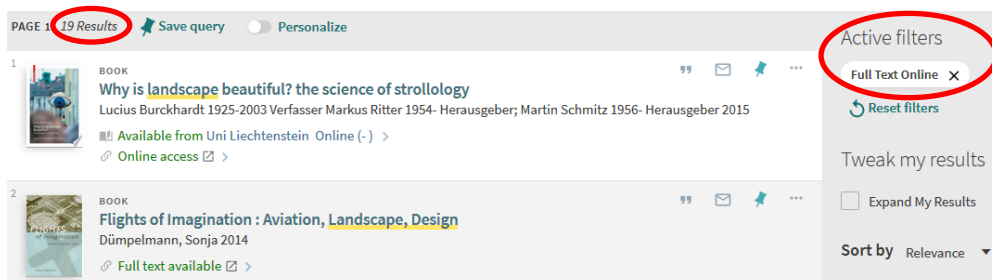 PAGE 1 19 Results Save query Personalize
1
BOOK
Why is landscape beautiful? the science of strollology
Lucius Burckhardt 1925-2003 Verfasser Markus Ritter 1954- Herausgeber; Martin Schmitz 1956- Herausgeber 2015
Available from Uni Liechtenstein Online (- ) >
Online access >
2
BOOK
Flights of Imagination : Aviation, Landscape, Design
Dümpelmann, Sonja 2014
Full text available >
Active filters
Full Text Online X
Reset filters
Tweak my results
Expand My Results
Sort by Relevance